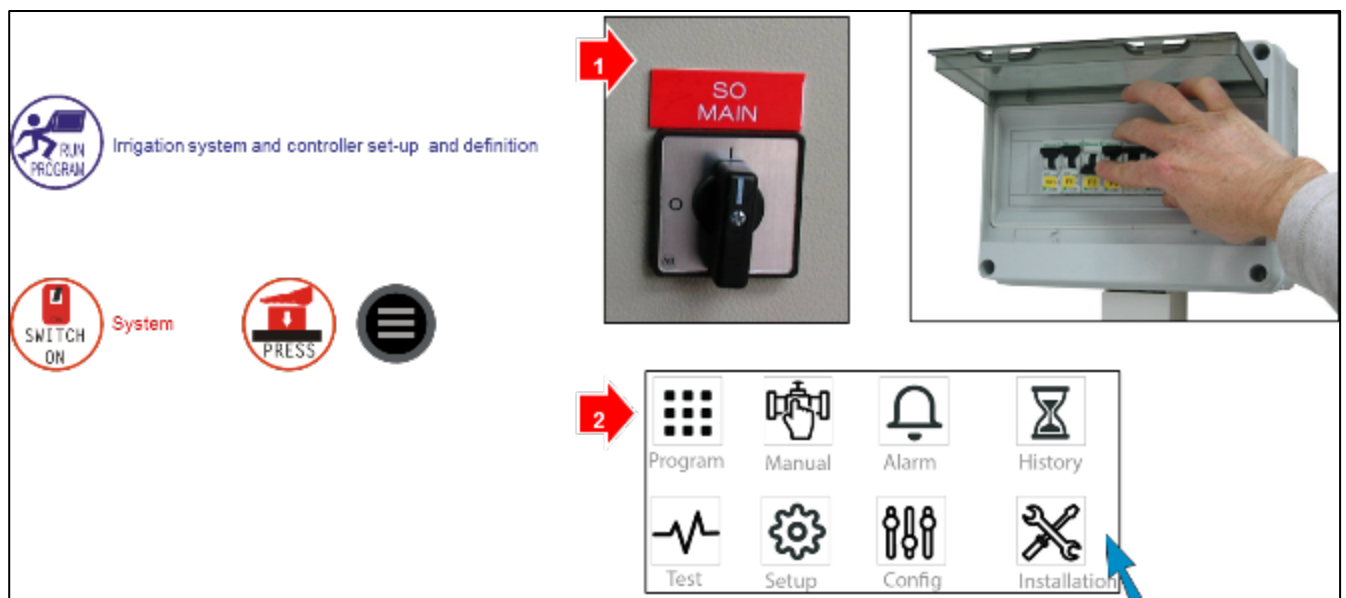 RUN
PROGRAM
Irrigation system and controller set-up and definition
SWITCH
ON
System
PRESS
1
SO
MAIN
O
I
2
Program
Manual
Alarm
History
Test
Setup
Config
Installation